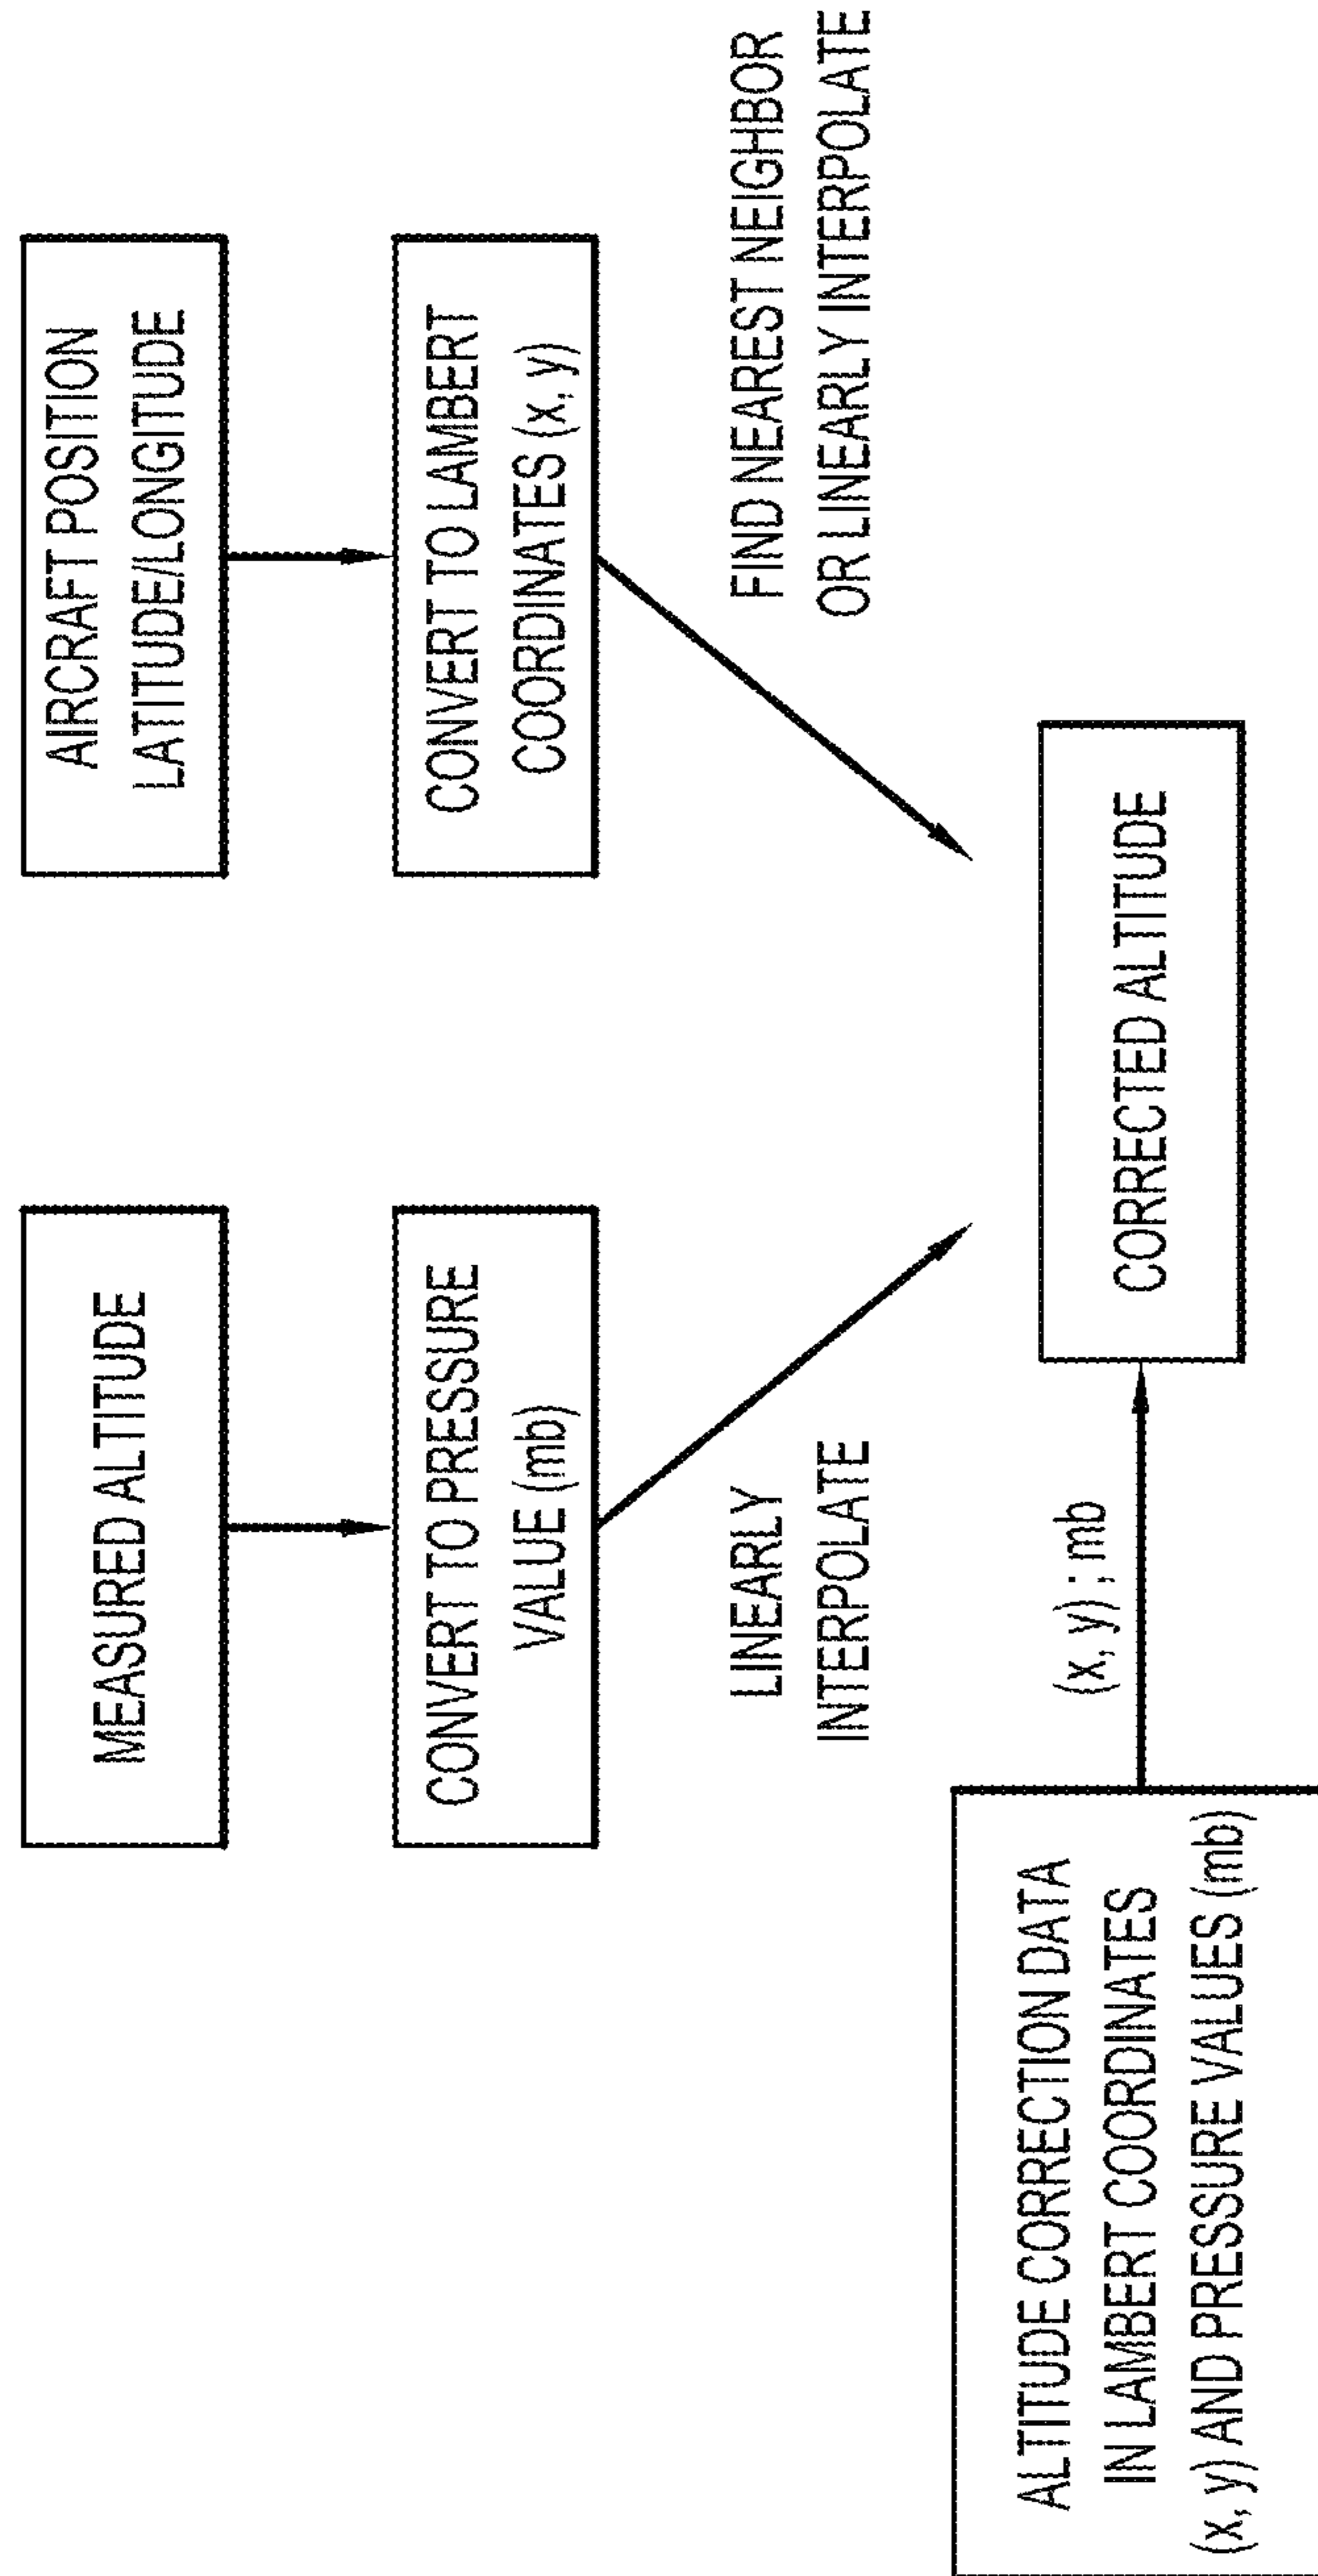 MEASURED ALTITUDE
AIRCRAFT POSITION
LATITUDE/LONGITUDE
CONVERT TO PRESSURE
VALUE (mb)
CONVERT TO LAMBERT
COORDINATES (x, y)
LINEARLY
INTERPOLATE
FIND NEAREST NEIGHBOR
OR LINEARLY INTERPOLATE
ALTITUDE CORRECTION DATA
IN LAMBERT COORDINATES
(x, y) AND PRESSURE VALUES (mb)
(x, y) ; mb
CORRECTED ALTITUDE